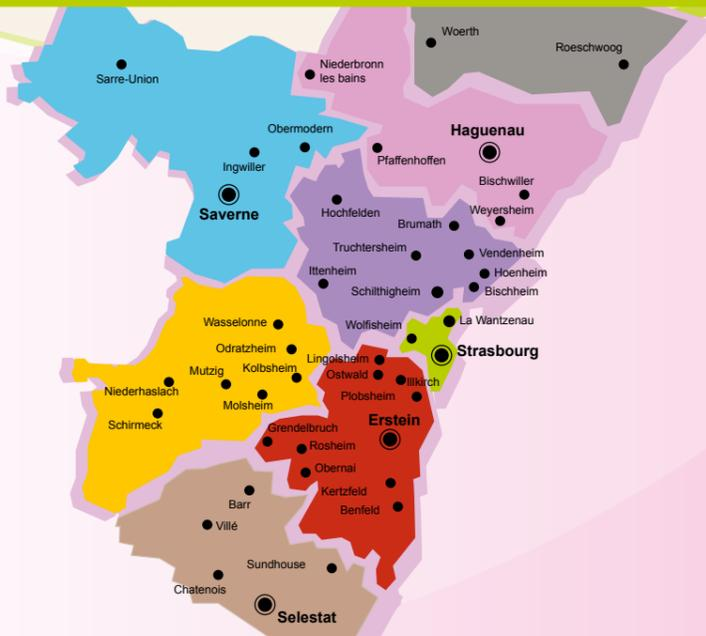 Woerth
Roeschwoog
Sarre-Union
Niederbronn
les bains
Haguenau
Obermodern
Pfaffenhoffen
Ingwiller
Bischwiller
Saverne
Hochfelden
Weyersheim
Brumath
Truchtersheim
Vendenheim
Ittenheim
Hoenheim
Schilthigheim
Bischheim
Wasselonne
Wolfisheim
La Wantzenau
Odratzheim
Strasbourg
Lingolsheim
Kolbsheim
Mutzig
Ostwald
Illkirch
Niederhaslach
Plobsheim
Molsheim
Schirmeck
Erstein
Grendelbruch
Rosheim
Obernai
Kertzfeld
Barr
Benfeld
Villé
Sundhouse
Chatenois
Selestat